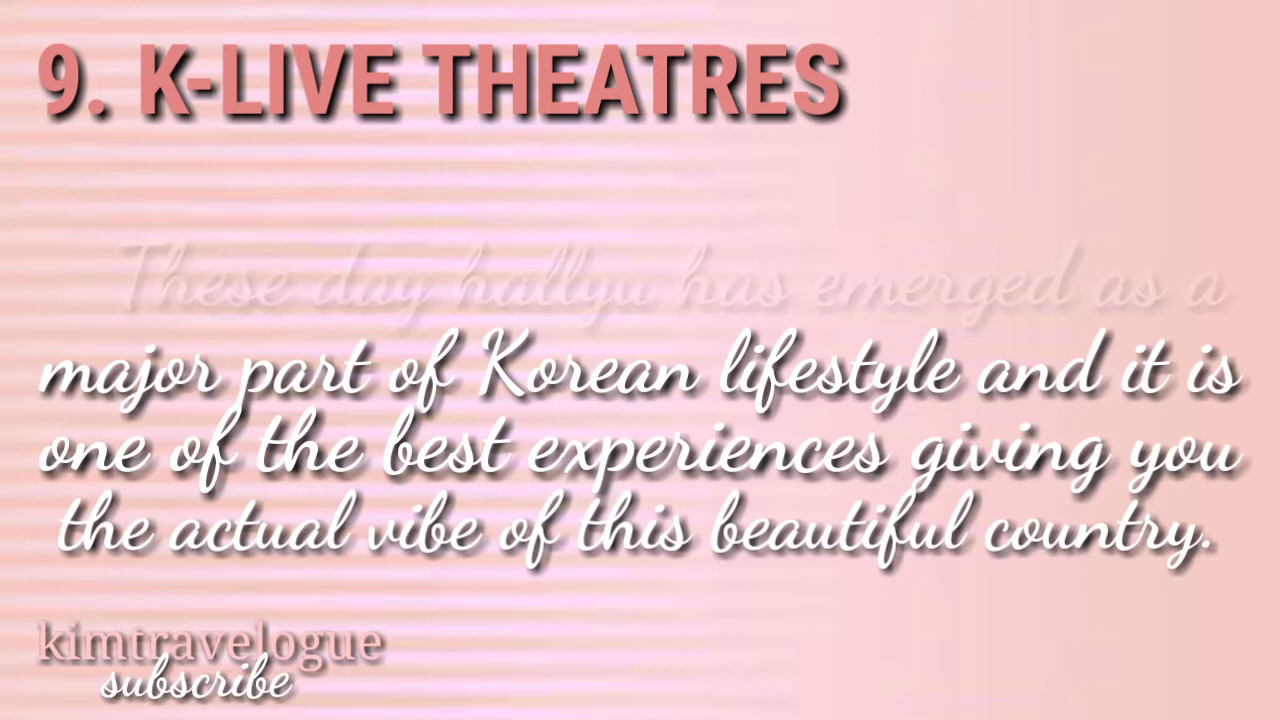 9. K-LIVE THEATRES
These day hallyu has emerged as a
major part of Korean lifestyle and it is
one of the best experiences giving you
the actual vibe of this beautiful country.
kimtravelogue
subscribe